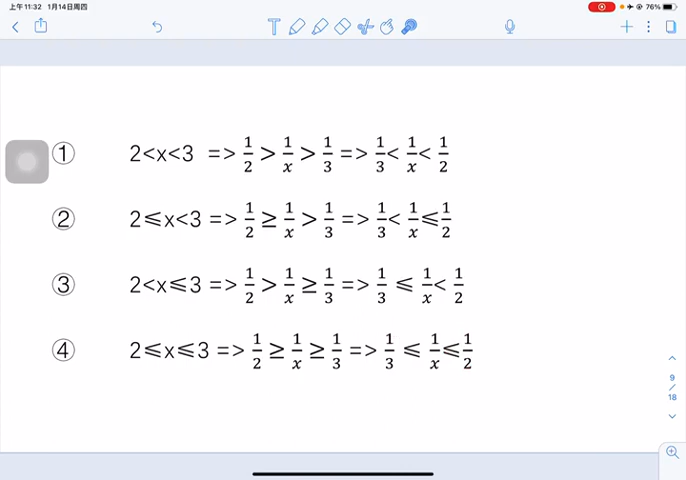 上午11:32 1月14日周四 76%
① 2<x<3 => 1/2 > 1/x > 1/3 => 1/3 < 1/x < 1/2
② 2≤x<3 => 1/2 ≥ 1/x > 1/3 => 1/3 < 1/x ≤ 1/2
③ 2<x≤3 => 1/2 > 1/x ≥ 1/3 => 1/3 ≤ 1/x < 1/2
④ 2≤x≤3 => 1/2 ≥ 1/x ≥ 1/3 => 1/3 ≤ 1/x ≤ 1/2
9
/
18